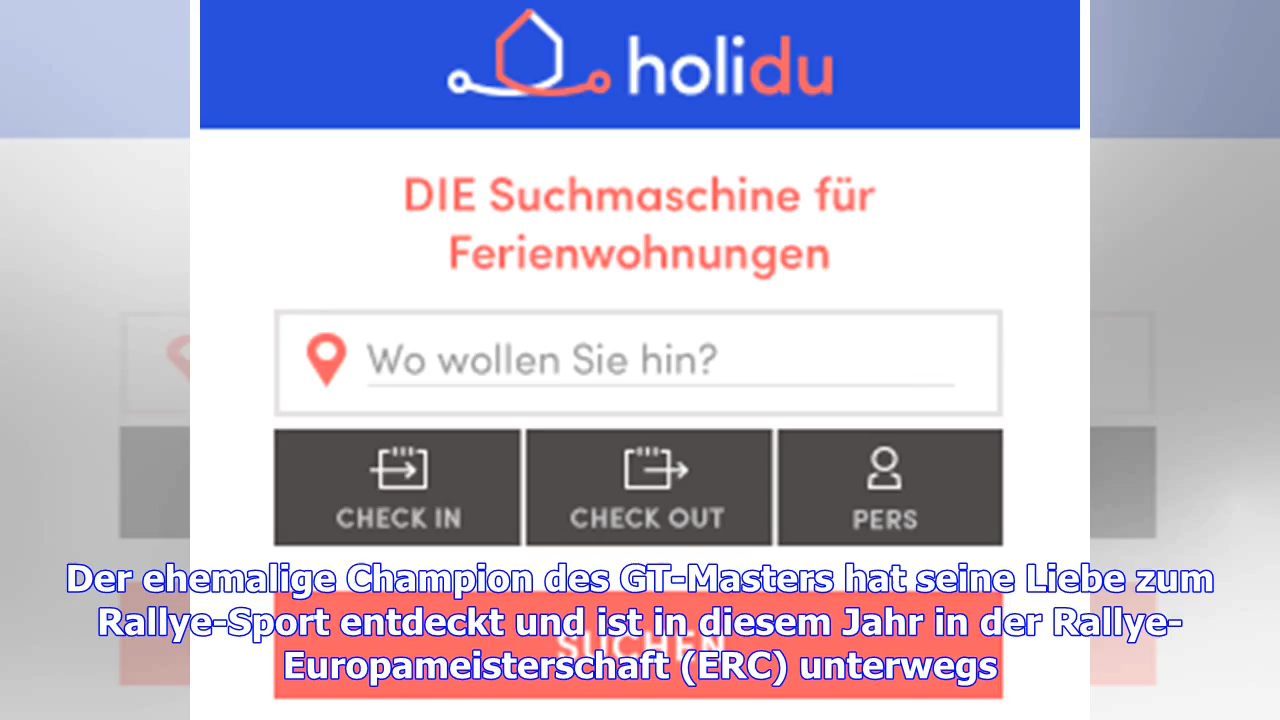 holidu
DIE Suchmaschine für
Ferienwohnungen
Wo wollen Sie hin?
CHECK IN
CHECK OUT
PERS
SUCHEN
Der ehemalige Champion des GT-Masters hat seine Liebe zum
Rallye-Sport entdeckt und ist in diesem Jahr in der Rallye-
Europameisterschaft (ERC) unterwegs